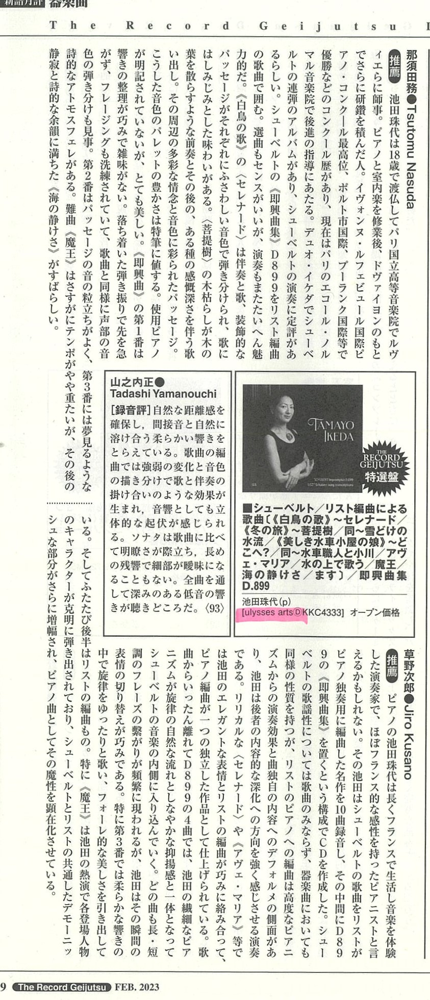 新譜月評 器楽曲
The Record Geijutsu
那須田務●Tsutomu Nasuda
推薦 池田珠代は18歳で渡仏してパリ国立高等音楽院でルヴ
ィエらに師事。ピアノと室内楽を修業後、ドヴァイヨンのもと
でさらに研鑽を積んだ人。イヴォンヌ・ルフェビュール国際ピ
アノ・コンクール最高位、ポルト市国際、プーランク国際等で
優勝などのコンクール歴があり、現在はパリのエコール・ノル
マル音楽院で後進の指導にあたる。デュオ・イケダでシューベ
ルトの連弾のアルバムがあり、シューベルトの演奏に定評があ
るらしい。シューベルトの《即興曲集》D899をリスト編曲
の歌曲で囲む。選曲もセンスがいいが、演奏もまたたいへん魅
力的だ。《白鳥の歌》の〈セレナード〉は伴奏と歌、装飾的な
パッセージがそれぞれにふさわしい音色で弾き分けられ、歌に
はしみじみとした味わいがある。〈菩提樹〉の木枯らしが木の
葉を散らすような前奏とその後の、ある種の感慨深さを伴う歌
い出し。その周辺の多彩な情念と音色に彩られたパッセージ。
こうした音色のパレットの豊かさは特筆に値する。使用ピアノ
が明記されていないが、とても美しい。《即興曲》の第1番は
響きの整理が巧みで雑味がない。落ち着いた弾き振りで先を急
がず、フレージングも洗練されていて、歌曲と同様に声部の音
色の弾き分けも見事。第2番はパッセージの音の粒立ちがよく、第3番には夢見るような
詩的なアトモスフェレがある。難曲《魔王》はさすがにテンポがやや重たいが、その後の
静寂と詩的な余韻に満ちた《海の静けさ》がすばらしい。
TAMAYO
IKEDA
SCHUBERT Impromptus D.899
LISZT Schubert song transcriptions
THE
RECORD
GEIJUTSU
特選盤
■シューベルト／リスト編曲による
歌曲〔《白鳥の歌》～セレナード／
《冬の旅》～菩提樹／同～雪どけの
水流／《美しき水車小屋の娘》～ど
こへ？／同～水車職人と小川／アヴ
ェ・マリア／水の上で歌う／魔王／
海の静けさ／ます〕／即興曲集
D.899
池田珠代(p)
[ulysses artsⒹKKC4333] オープン価格
山之内正●
Tadashi Yamanouchi
［録音評］自然な距離感を
確保し，間接音と自然に
溶け合う柔らかい響きを
とらえている。歌曲の編
曲では強弱の変化と音色
の描き分けで歌と伴奏の
掛け合いのような効果が
生まれ，音響としても立
体的な起伏が感じられ
る。ソナタは歌曲に比べ
て明瞭さが際立ち，長め
の残響で細部が曖昧にな
ることもない。全曲を通
して深みのある低音の響
きが聴きどころだ。〈93〉
草野次郎●Jiro Kusano
推薦 ピアノの池田珠代は長くフランスで生活し音楽を体験
した演奏家で、ほぼフランス的な感性を持ったピアニストと言
えるかもしれない。その池田はシューベルトの歌曲をリストが
ピアノ独奏用に編曲した名作を10曲録音し、その中間にD89
9の《即興曲集》を置くという構成でCDを作成した。シュー
ベルトの歌謡性については歌曲のみならず、器楽曲においても
同様の性質を持つが、リストのピアノへの編曲は高度なピアニ
ズムからの演奏効果と曲独自の内容へのデフォルメの側面があ
り、池田は後者の内容的な深化への方向を強く感じさせる演奏
である。リリカルな〈セレナード〉や《アヴェ・マリア》等で
は池田のエレガントな表情とリストの編曲が巧みに絡み合って、
ピアノ編曲が一つの独立した作品として仕上げられている。歌
曲からいったん離れてD899の4曲では、池田の繊細なピア
ニズムが旋律の自然な流れとしなやかな抑揚感と一体となって
シューベルトの音楽の内側に入り込んでいく。どの曲も長・短
調のフレーズの繋がりが頻繁に現われるが、池田はその瞬間の
表情の切り替えが巧みである。特に第3番では柔らかな響きの
中で旋律をゆったりと歌い、フォーレ的な美しさを引き出して
いる。そしてふたたび後半はリストの編曲もの。特に《魔王》は池田の熱演で各登場人物
のキャラクターが克明に弾き出されており、シューベルトとリストの共通したデモーニッ
シュな部分がさらに増幅され、ピアノ曲としてその魔性を顕在化させている。
9 The Record Geijutsu FEB. 2023